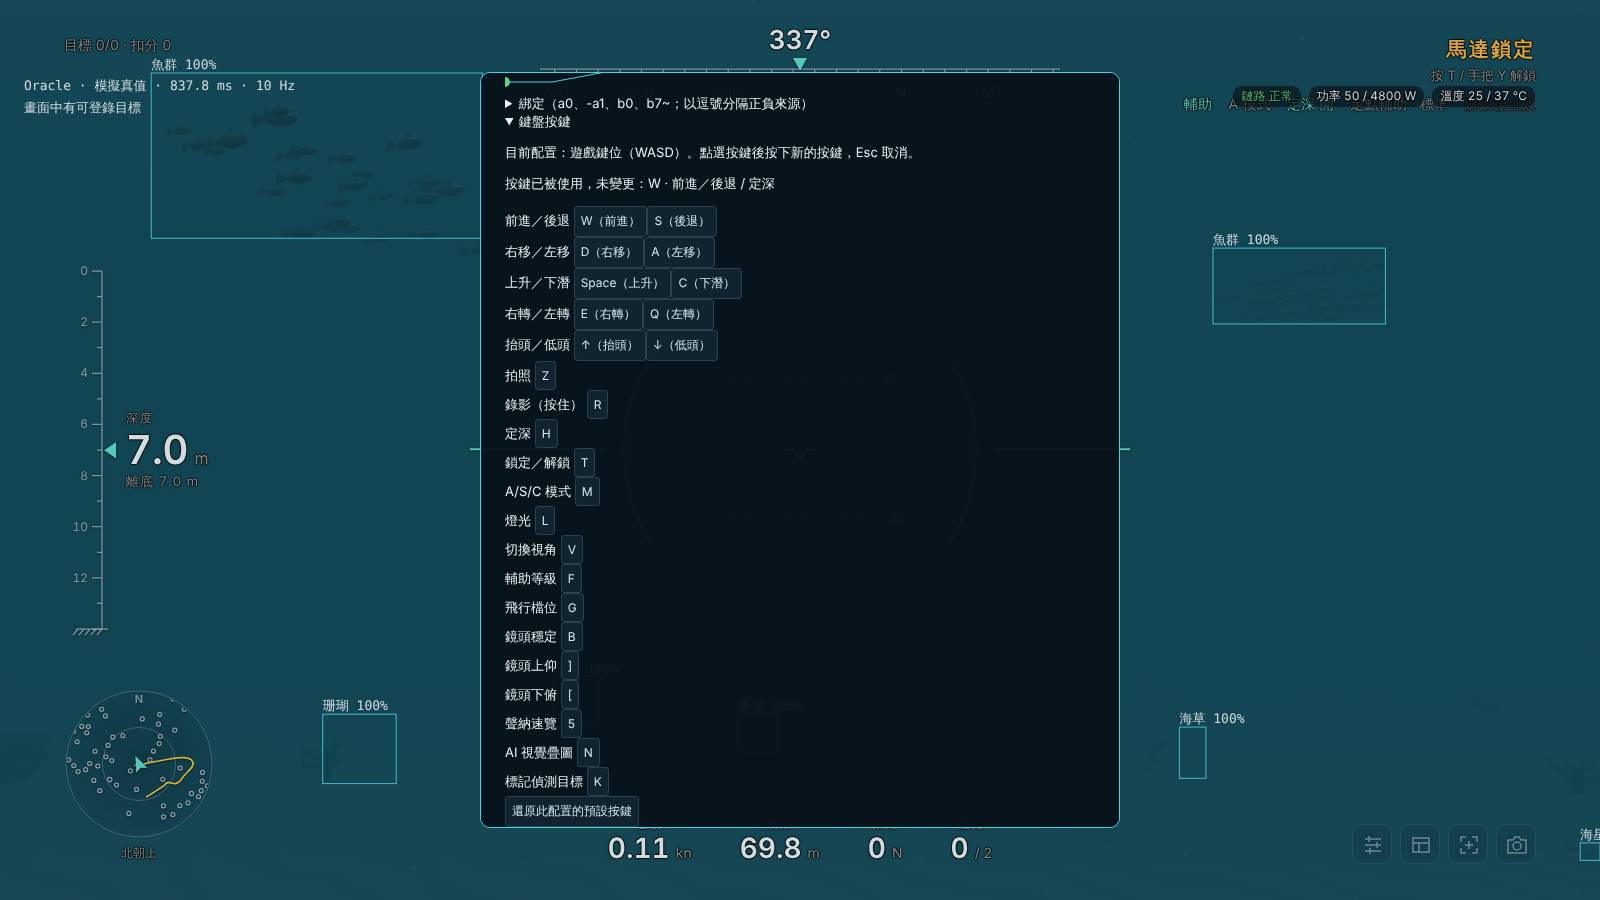 目標 0/0 · 扣分 0
337°
馬達鎖定
按 T / 手把 Y 解鎖
魚群 100%
Oracle · 模擬真值 · 837.8 ms · 10 Hz
畫面中有可登錄目標
鏈路 正常
功率 50 / 4800 W
溫度 25 / 37 °C
輔助
▶ 綁定（a0、-a1、b0、b7~；以逗號分隔正負來源）
▼ 鍵盤按鍵
目前配置：遊戲鍵位（WASD）。點選按鍵後按下新的按鍵，Esc 取消。
按鍵已被使用，未變更：W · 前進／後退 / 定深
前進／後退 W（前進） S（後退）
右移／左移 D（右移） A（左移）
上升／下潛 Space（上升） C（下潛）
右轉／左轉 E（右轉） Q（左轉）
抬頭／低頭 ↑（抬頭） ↓（低頭）
拍照 Z
錄影（按住） R
定深 H
鎖定／解鎖 T
A/S/C 模式 M
燈光 L
切換視角 V
輔助等級 F
飛行檔位 G
鏡頭穩定 B
鏡頭上仰 ]
鏡頭下俯 [
聲納速覽 5
AI 視覺疊圖 N
標記偵測目標 K
還原此配置的預設按鍵
魚群 100%
0
2
4
6
8
10
12
深度
7.0 m
離底 7.0 m
N
北朝上
珊瑚 100%
海草 100%
0.11 kn
69.8 m
0 N
0 / 2